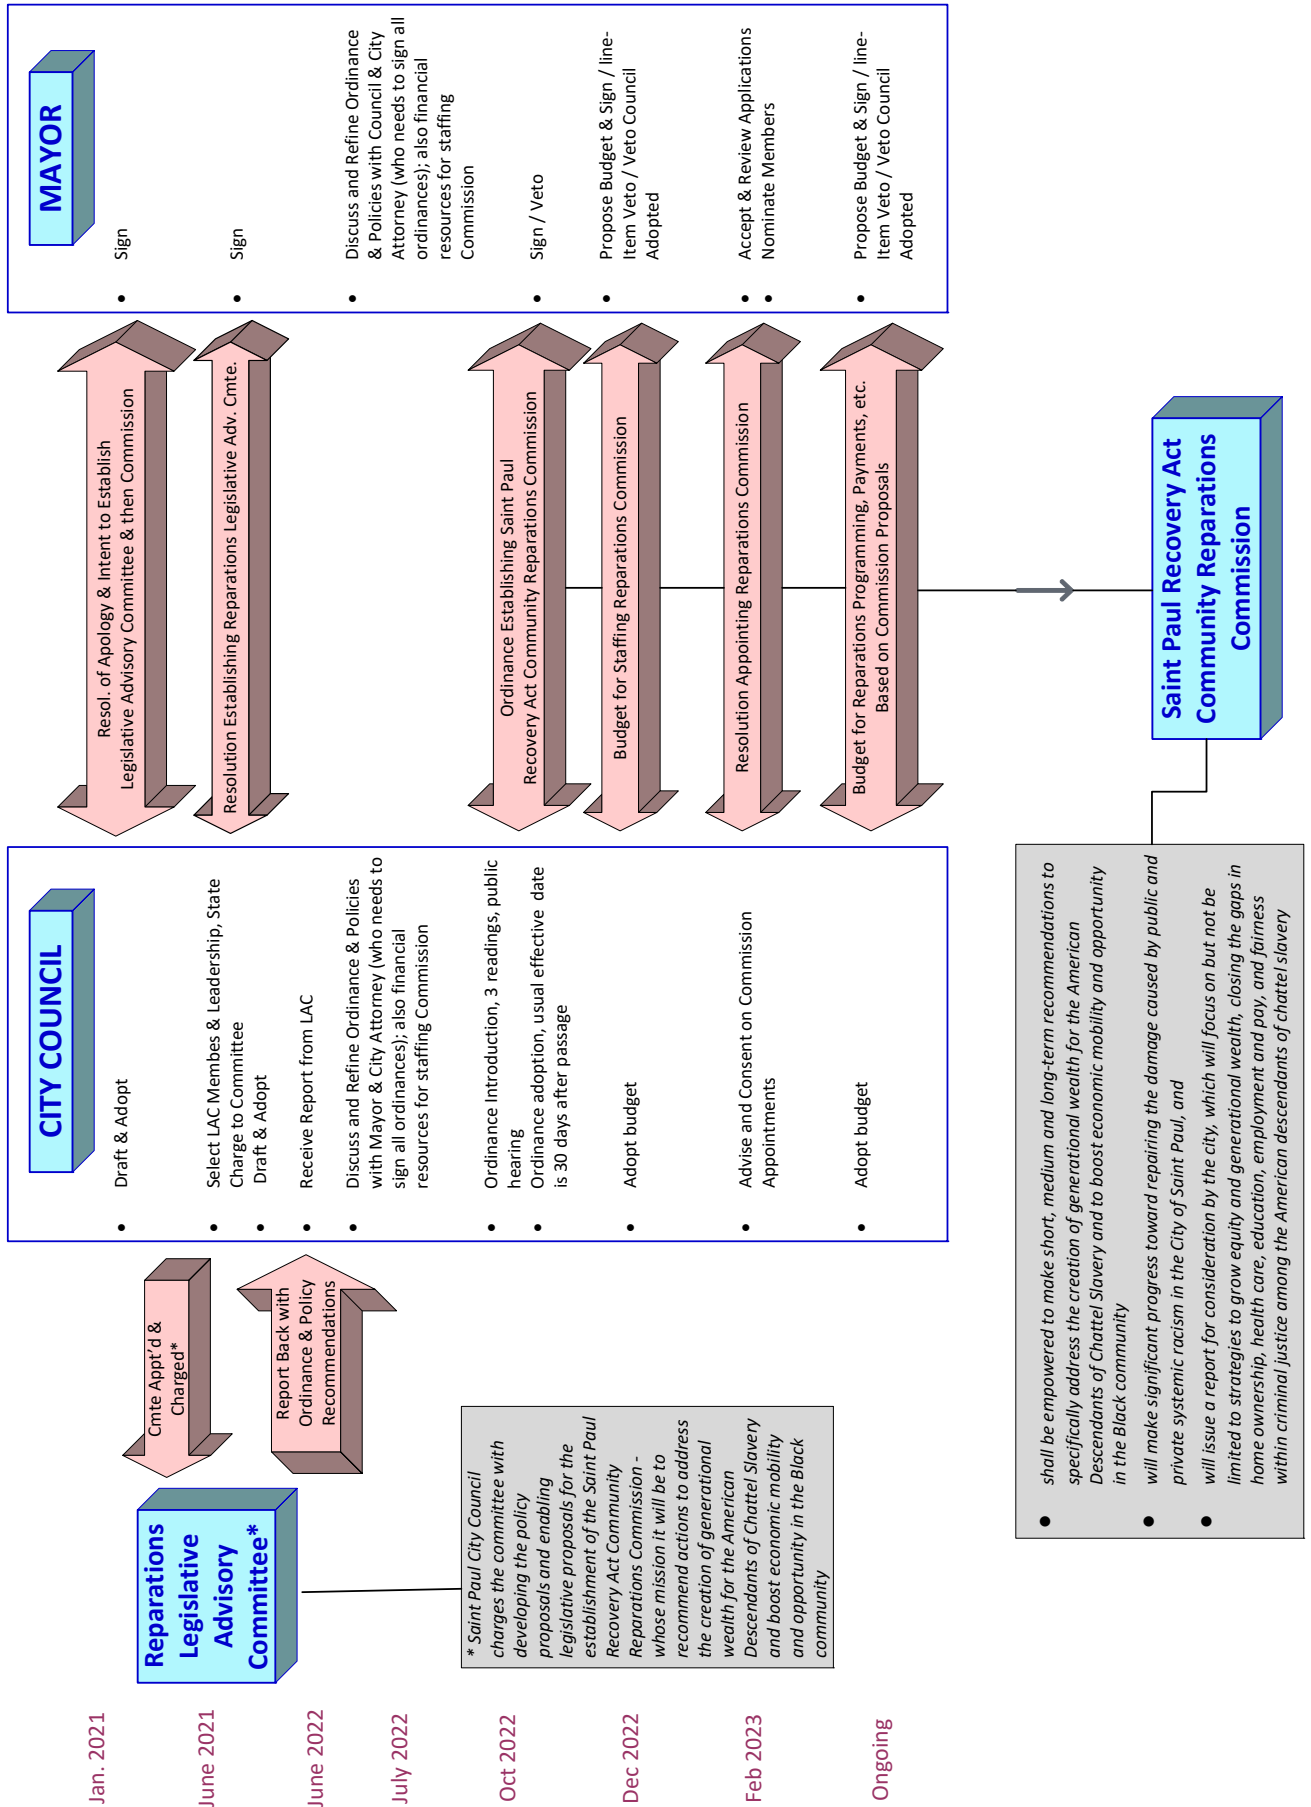 Jan. 2021
June 2021
June 2022
July 2022
Oct 2022
Dec 2022
Feb 2023
Ongoing
Reparations
Legislative
Advisory
Committee*
* Saint Paul City Council
charges the committee with
developing the policy
proposals and enabling
legislative proposals for the
establishment of the Saint Paul
Recovery Act Community
Reparations Commission -
whose mission it will be to
recommend actions to address
the creation of generational
wealth for the American
Descendants of Chattel Slavery
and boost economic mobility
and opportunity in the Black
community
Cmte Appt'd &
Charged*
Report Back with
Ordinance & Policy
Recommendations
CITY COUNCIL
• Draft & Adopt
• Select LAC Membes & Leadership, State
Charge to Committee
• Draft & Adopt
• Receive Report from LAC
• Discuss and Refine Ordinance & Policies
with Mayor & City Attorney (who needs to
sign all ordinances); also financial
resources for staffing Commission
• Ordinance Introduction, 3 readings, public
hearing
• Ordinance adoption, usual effective date
is 30 days after passage
• Adopt budget
• Advise and Consent on Commission
Appointments
• Adopt budget
Resol. of Apology & Intent to Establish
Legislative Advisory Committee & then Commission
Resolution Establishing Reparations Legislative Adv. Cmte.
Ordinance Establishing Saint Paul
Recovery Act Community Reparations Commission
Budget for Staffing Reparations Commission
Resolution Appointing Reparations Commission
Budget for Reparations Programming, Payments, etc.
Based on Commission Proposals
MAYOR
• Sign
• Sign
• Discuss and Refine Ordinance
& Policies with Council & City
Attorney (who needs to sign all
ordinances); also financial
resources for staffing
Commission
• Sign / Veto
• Propose Budget & Sign / line-
Item Veto / Veto Council
Adopted
• Accept & Review Applications
• Nominate Members
• Propose Budget & Sign / line-
Item Veto / Veto Council
Adopted
Saint Paul Recovery Act
Community Reparations
Commission
• shall be empowered to make short, medium and long-term recommendations to
specifically address the creation of generational wealth for the American
Descendants of Chattel Slavery and to boost economic mobility and opportunity
in the Black community
• will make significant progress toward repairing the damage caused by public and
private systemic racism in the City of Saint Paul, and
• will issue a report for consideration by the city, which will focus on but not be
limited to strategies to grow equity and generational wealth, closing the gaps in
home ownership, health care, education, employment and pay, and fairness
within criminal justice among the American descendants of chattel slavery